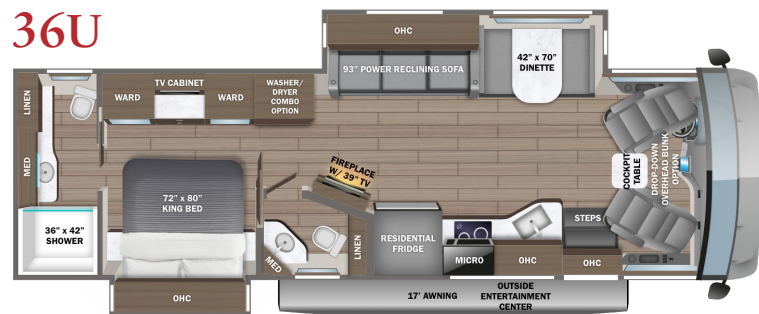 36U
OHC
93" POWER RECLINING SOFA
42" x 70"
DINETTE
TV CABINET
WARD
WARD
WASHER/
DRYER
COMBO
OPTION
LINEN
MED
36" x 42"
SHOWER
72" x 80"
KING BED
OHC
FIREPLACE
W/ 39" TV
MED
LINEN
RESIDENTIAL
FRIDGE
MICRO
OHC
STEPS
OHC
COCKPIT
TABLE
DROP-DOWN
OVERHEAD BUNK
OPTION
17' AWNING
OUTSIDE
ENTERTAINMENT
CENTER